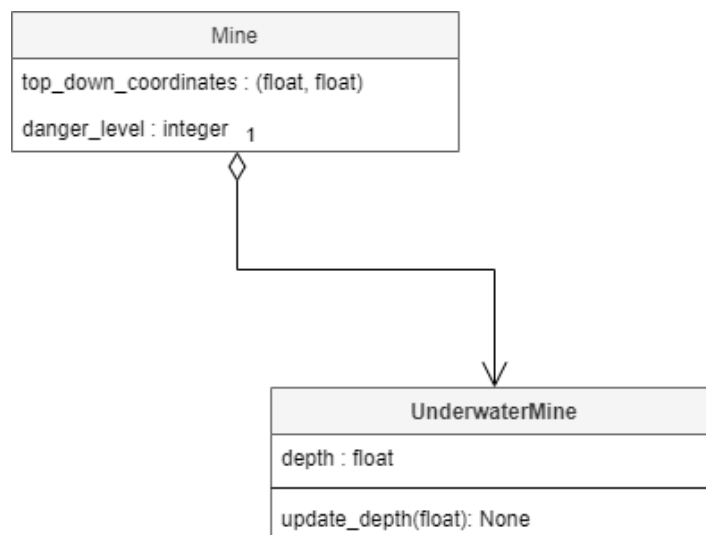 Mine
top_down_coordinates : (float, float)
danger_level : integer
1
UnderwaterMine
depth : float
update_depth(float): None